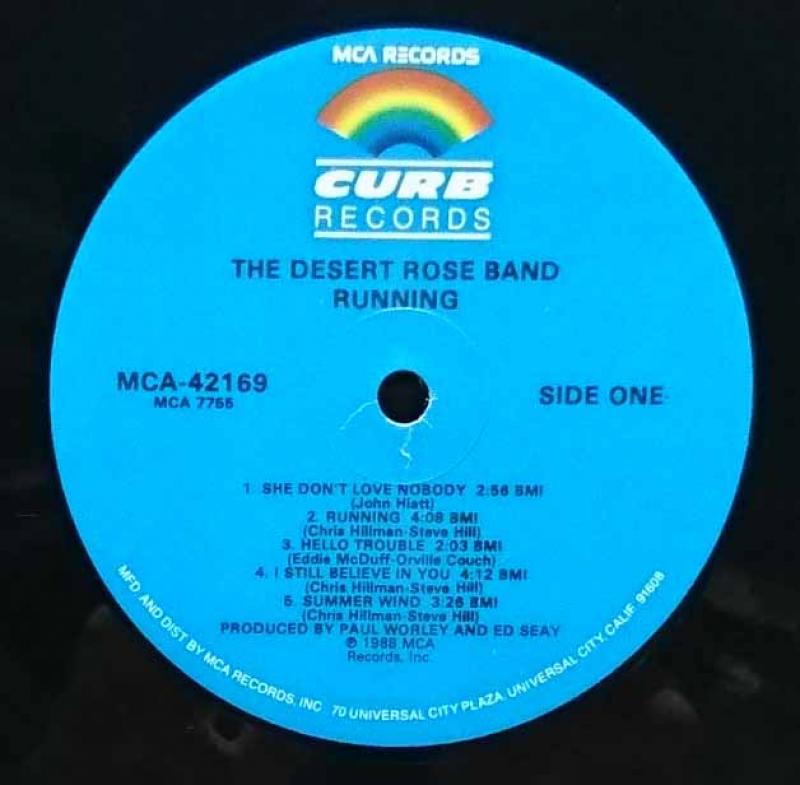 MCA RECORDS
CURB
RECORDS
THE DESERT ROSE BAND
RUNNING
MCA-42169
MCA 7755
SIDE ONE
1. SHE DON'T LOVE NOBODY 2:56 BMI
(John Hiatt)
2. RUNNING 4:08 BMI
(Chris Hillman-Steve Hill)
3. HELLO TROUBLE 2:03 BMI
(Eddie McDuff-Orville Couch)
4. I STILL BELIEVE IN YOU 4:12 BMI
(Chris Hillman-Steve Hill)
5. SUMMER WIND 3:26 BMI
(Chris Hillman-Steve Hill)
PRODUCED BY PAUL WORLEY AND ED SEAY
℗ 1988 MCA
Records, Inc.
MFD. AND DIST. BY MCA RECORDS, INC. 70 UNIVERSAL CITY PLAZA, UNIVERSAL CITY, CALIF. 91608